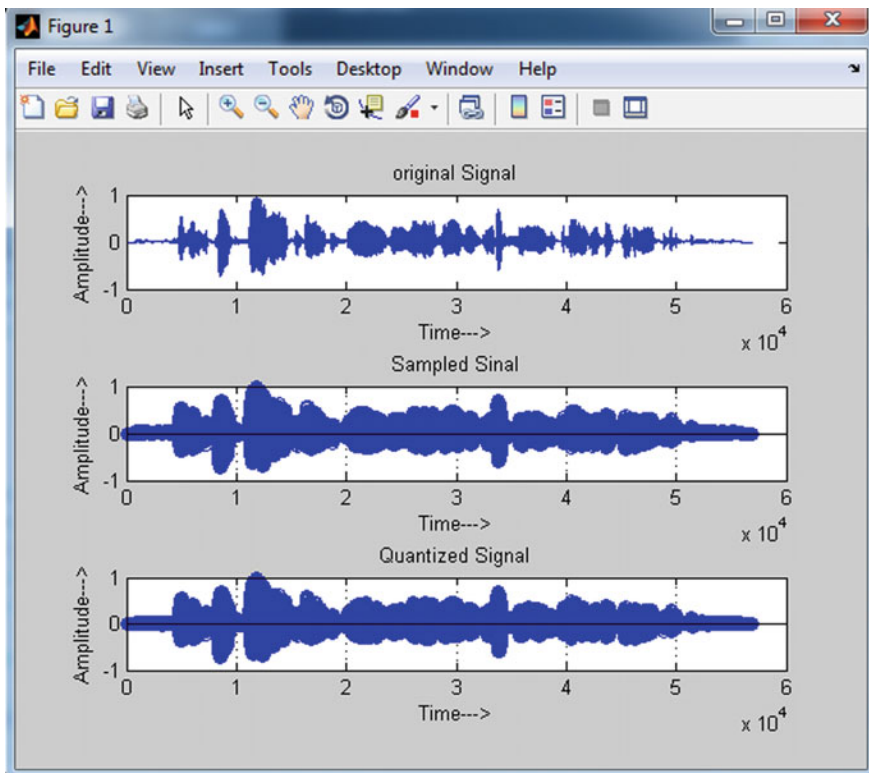 Figure 1
File Edit View Insert Tools Desktop Window Help
original Signal
Amplitude--->
1
0
-1
0 1 2 3 4 5 6
Time--->
x 10^4
Sampled Sinal
Amplitude--->
1
0
-1
0 1 2 3 4 5 6
Time--->
x 10^4
Quantized Signal
Amplitude--->
1
0
-1
0 1 2 3 4 5 6
Time--->
x 10^4